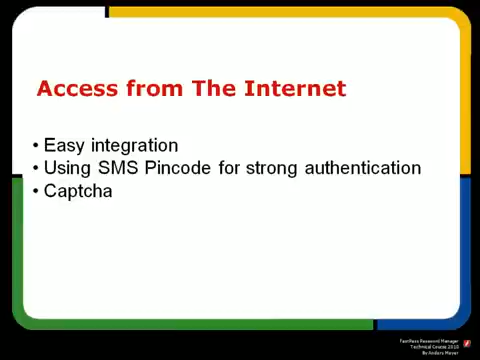 Access from The Internet
• Easy integration
• Using SMS Pincode for strong authentication
• Captcha
FastPass Password Manager
Technical Course 2010
By Anders Meyer